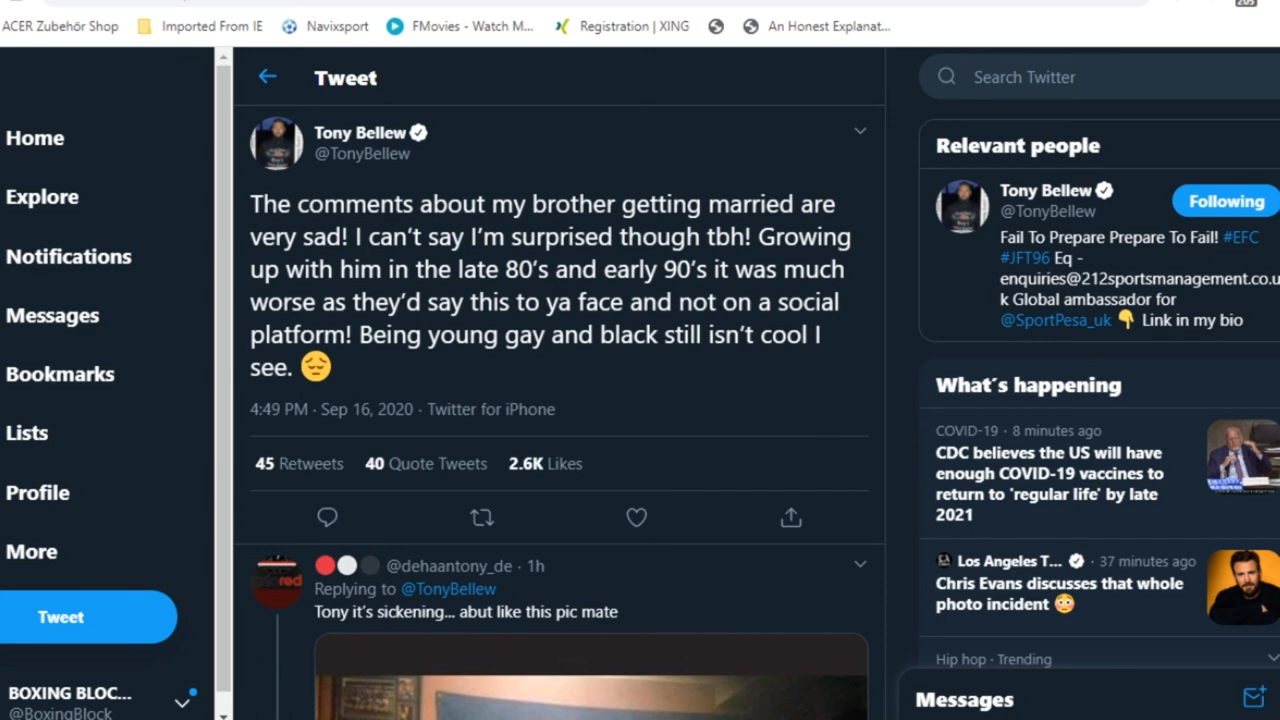 205
ACER Zubehör Shop
Imported From IE
Navixsport
FMovies - Watch M...
Registration | XING
An Honest Explanat...
Home
Explore
Notifications
Messages
Bookmarks
Lists
Profile
More
Tweet
BOXING BLOC...
@BoxingBlock
Tweet
Tony Bellew
@TonyBellew
The comments about my brother getting married are
very sad! I can’t say I’m surprised though tbh! Growing
up with him in the late 80’s and early 90’s it was much
worse as they’d say this to ya face and not on a social
platform! Being young gay and black still isn’t cool I
see. 😔
4:49 PM · Sep 16, 2020 · Twitter for iPhone
45 Retweets 40 Quote Tweets 2.6K Likes
🔴⚪⚫ @dehaantony_de · 1h
Replying to @TonyBellew
Tony it’s sickening... abut like this pic mate
Search Twitter
Relevant people
Tony Bellew
@TonyBellew
Following
Fail To Prepare Prepare To Fail! #EFC
#JFT96 Eq -
enquiries@212sportsmanagement.co.u
k Global ambassador for
@SportPesa_uk 👇 Link in my bio
What´s happening
COVID-19 · 8 minutes ago
CDC believes the US will have
enough COVID-19 vaccines to
return to 'regular life' by late
2021
Los Angeles T... · 37 minutes ago
Chris Evans discusses that whole
photo incident 😳
Hip hop · Trending
Messages